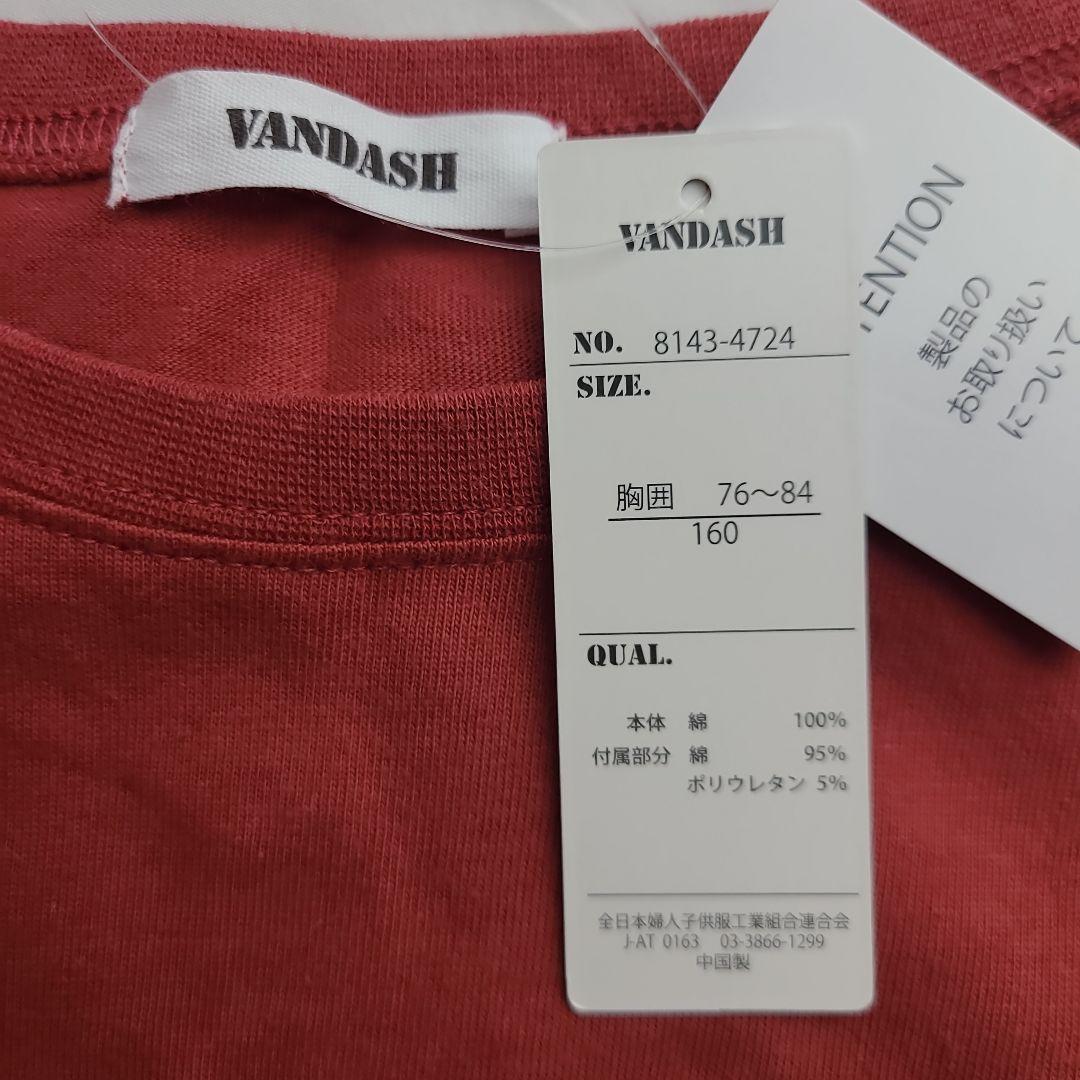 VANDASH
VANDASH
NO. 8143-4724
SIZE.
胸囲 76～84
160
QUAL.
本体 綿 100%
付属部分 綿 95%
ポリウレタン 5%
全日本婦人子供服工業組合連合会
J-AT 0163 03-3866-1299
中国製
TENTION
製品の
お取り扱い
について